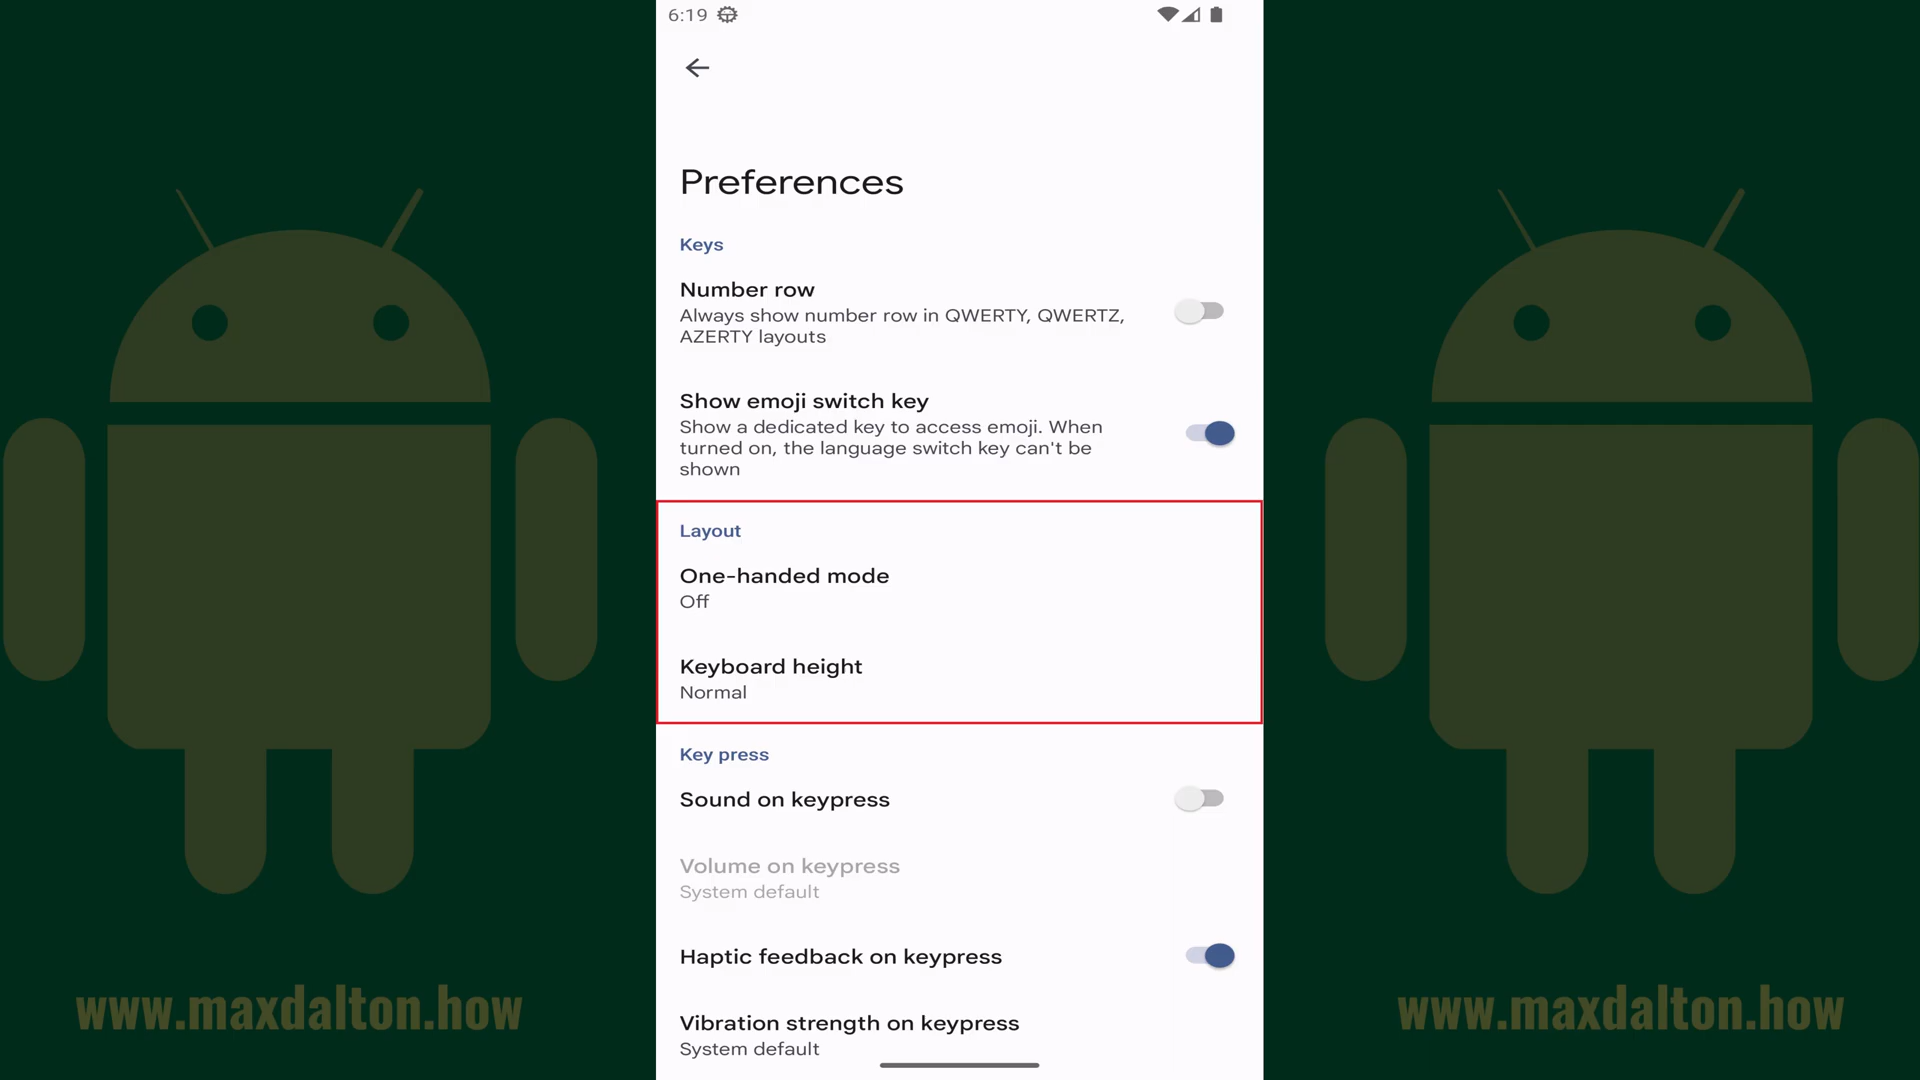 6:19
Preferences
Keys
Number row
Always show number row in QWERTY, QWERTZ,
AZERTY layouts
Show emoji switch key
Show a dedicated key to access emoji. When
turned on, the language switch key can't be
shown
Layout
One-handed mode
Off
Keyboard height
Normal
Key press
Sound on keypress
Volume on keypress
System default
Haptic feedback on keypress
Vibration strength on keypress
System default
www.maxdalton.how
www.maxdalton.how